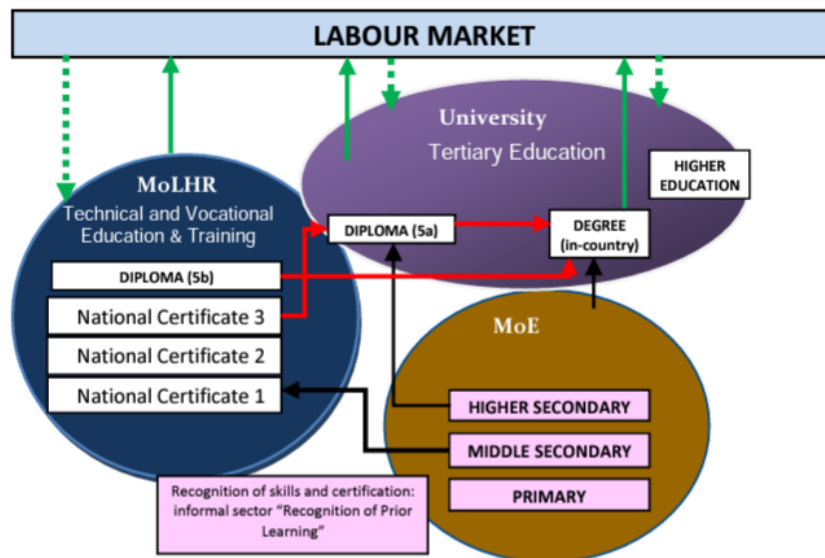 LABOUR MARKET
University
Tertiary Education
HIGHER
EDUCATION
MoLHR
Technical and Vocational
Education & Training
DIPLOMA (5a)
DEGREE
(in-country)
DIPLOMA (5b)
National Certificate 3
National Certificate 2
National Certificate 1
MoE
HIGHER SECONDARY
MIDDLE SECONDARY
PRIMARY
Recognition of skills and certification:
informal sector “Recognition of Prior
Learning”